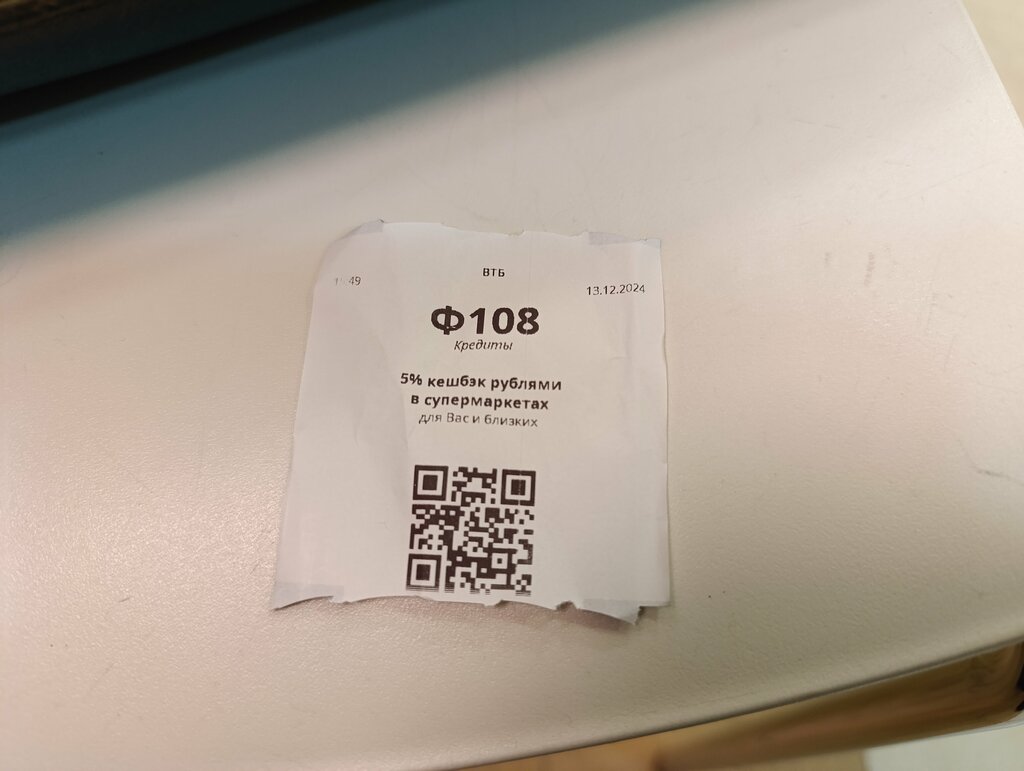 ВТБ
13.12.2024
Ф108
Кредиты
5% кешбэк рублями
в супермаркетах
для Вас и близких